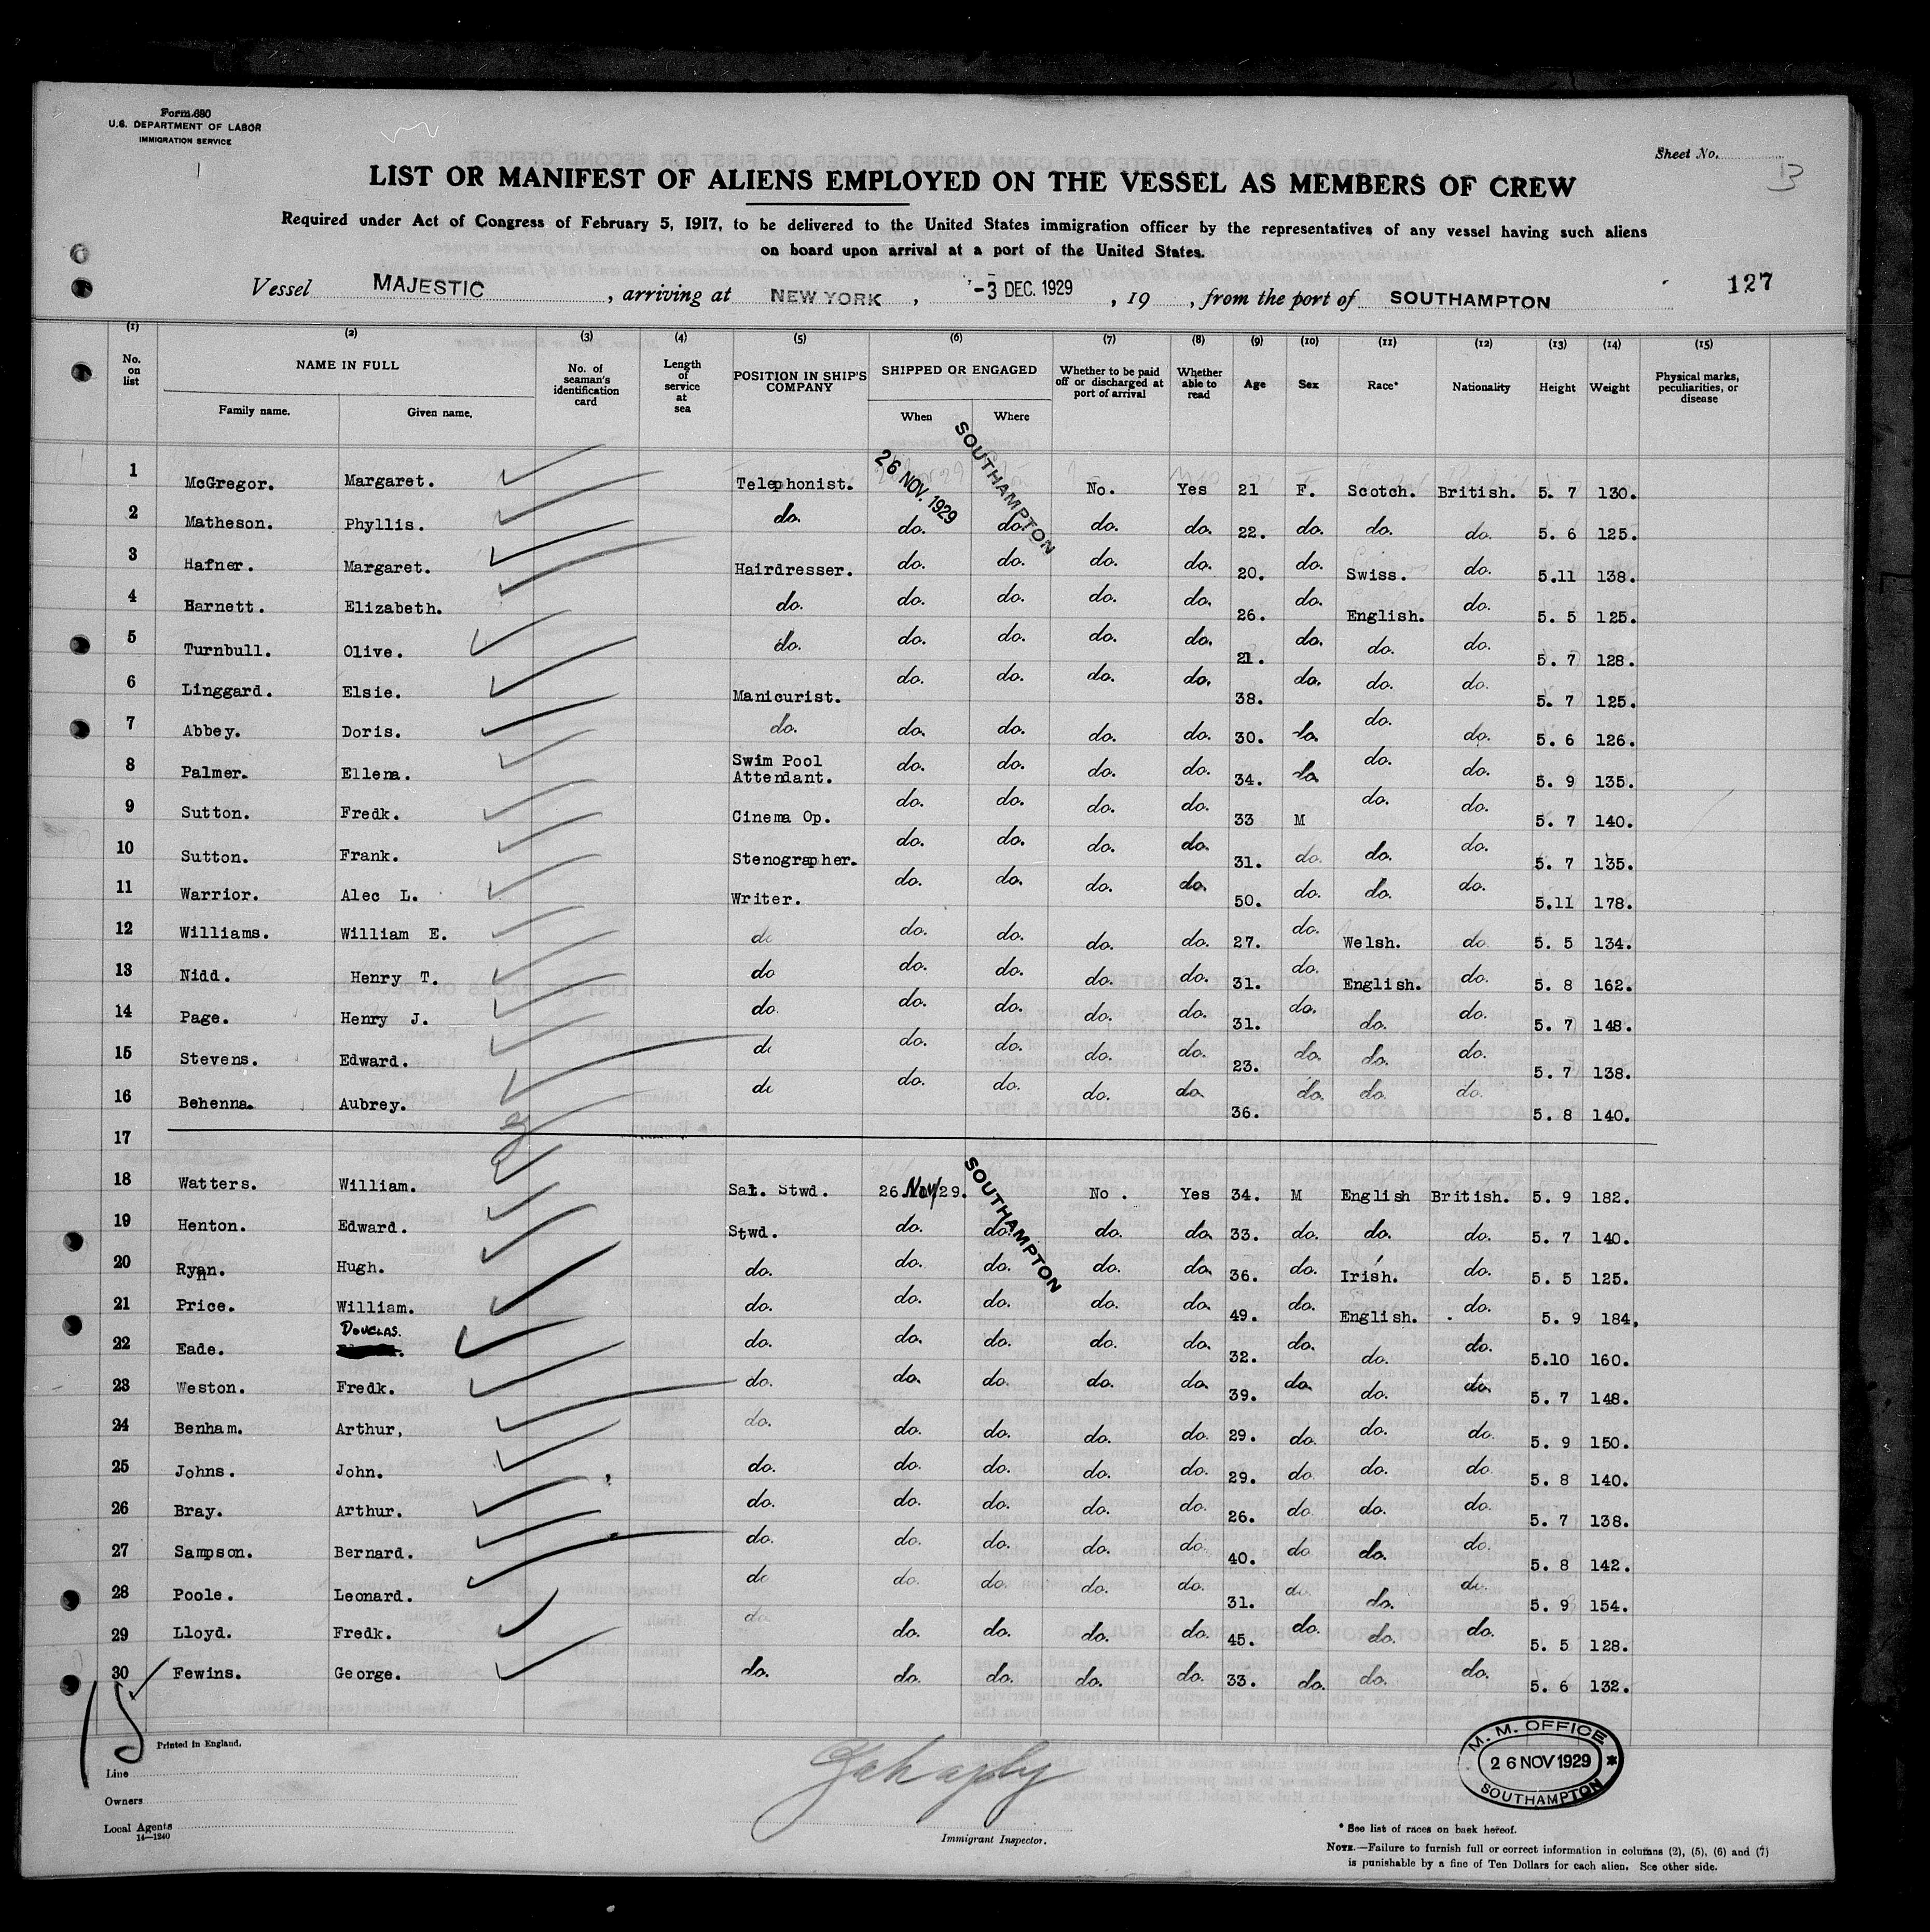 Form 680
U.S. DEPARTMENT OF LABOR
IMMIGRATION SERVICE
Sheet No. 13
LIST OR MANIFEST OF ALIENS EMPLOYED ON THE VESSEL AS MEMBERS OF CREW
Required under Act of Congress of February 5, 1917, to be delivered to the United States immigration officer by the representatives of any vessel having such aliens
on board upon arrival at a port of the United States.
Vessel MAJESTIC, arriving at NEW YORK, -3 DEC. 1929, 19 , from the port of SOUTHAMPTON
127
(1) (2) (3) (4) (5) (6) (7) (8) (9) (10) (11) (12) (13) (14) (15)
No. on list NAME IN FULL No. of seaman's identification card Length of service at sea POSITION IN SHIP'S COMPANY SHIPPED OR ENGAGED Whether to be paid off or discharged at port of arrival Whether able to read Age Sex Race* Nationality Height Weight Physical marks, peculiarities, or disease
Family name. Given name. When Where
1 McGregor. Margaret. Telephonist. 26 NOV. 1929 SOUTHAMPTON No. Yes 21 F. Scotch. British. 5. 7 130.
2 Matheson. Phyllis. do. do. do. do. do. 22. do. do. do. 5. 6 125.
3 Hafner. Margaret. Hairdresser. do. do. do. do. 20. do. Swiss. do. 5.11 138.
4 Barnett. Elizabeth. do. do. do. do. do. 26. do. English. do. 5. 5 125.
5 Turnbull. Olive. do. do. do. do. do. 21. do. do. do. 5. 7 128.
6 Linggard. Elsie. Manicurist. do. do. do. do. 38. do. do. do. 5. 7 125.
7 Abbey. Doris. do. do. do. do. do. 30. do. do. do. 5. 6 126.
8 Palmer. Ellena. Swim Pool Attendant. do. do. do. do. 34. do. do. do. 5. 9 135.
9 Sutton. Fredk. Cinema Op. do. do. do. do. 33 M do. do. 5. 7 140.
10 Sutton. Frank. Stenographer. do. do. do. do. 31. do. do. do. 5. 7 135.
11 Warrior. Alec L. Writer. do. do. do. do. 50. do. do. do. 5.11 178.
12 Williams. William E. do do. do. do. do. 27. do. Welsh. do 5. 5 134.
13 Nidd. Henry T. do do. do. do. do. 31. do. English. do. 5. 8 162.
14 Page. Henry J. do. do. do. do. do. 31. do. do. do. 5. 7 148.
15 Stevens. Edward. do do. do. do. do. 23. do. do. do. 5. 7 138.
16 Behenna. Aubrey. do do. do. do. do. 36. do. do. do. 5. 8 140.
17
18 Watters. William. Sal. Stwd. 26.Nov/29. SOUTHAMPTON No. Yes 34. M English British. 5. 9 182.
19 Henton. Edward. Stwd. do. do. do. do. 33. do. do. do. 5. 7 140.
20 Ryan. Hugh. do. do. do. do. do. 36. do. Irish. do. 5. 5 125.
21 Price. William. do. do. do. do. do. 49. do. English. do. 5. 9 184.
22 Eade. DOUGLAS. do. do. do. do. do. 32. do. do. do. 5.10 160.
23 Weston. Fredk. do. do. do. do. do. 39. do. do. do. 5. 7 148.
24 Benham. Arthur, do. do. do. do. do. 29. do. do. do. 5. 9 150.
25 Johns. John. do. do. do. do. do. 29. do. do. do. 5. 8 140.
26 Bray. Arthur. do. do. do. do. do. 26. do. do. do. 5. 7 138.
27 Sampson. Bernard. do. do. do. do. do. 40. do do. do. 5. 8 142.
28 Poole. Leonard. do do. do. do. do. 31. do. do. do. 5. 9 154.
29 Lloyd. Fredk. do do. do. do. do. 45. do. do. do. 5. 5 128.
30 Fewins. George. do. do. do. do. do. 33. do. do. do. 5. 6 132.
15
Printed in England.
Line
Owners
Local Agents
14—1240
Immigrant Inspector.
M. M. OFFICE
26 NOV 1929
SOUTHAMPTON
* See list of races on back hereof.
NOTE.—Failure to furnish full or correct information in columns (2), (5), (6) and (7)
is punishable by a fine of Ten Dollars for each alien. See other side.